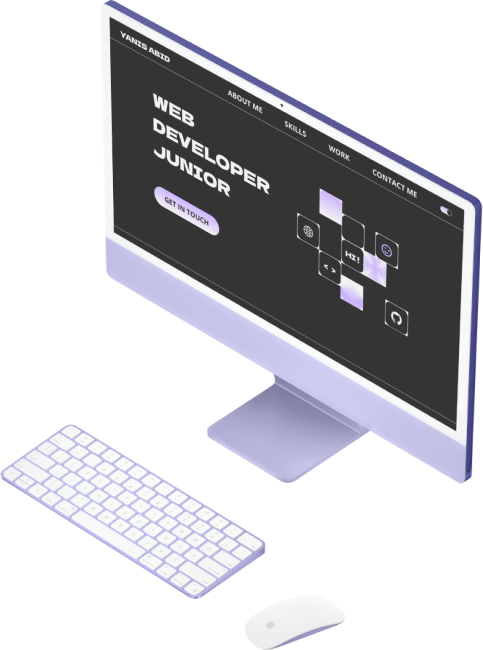 YANIS ABID
ABOUT ME
SKILLS
WORK
CONTACT ME
WEB
DEVELOPER
JUNIOR
GET IN TOUCH
HI!
< >